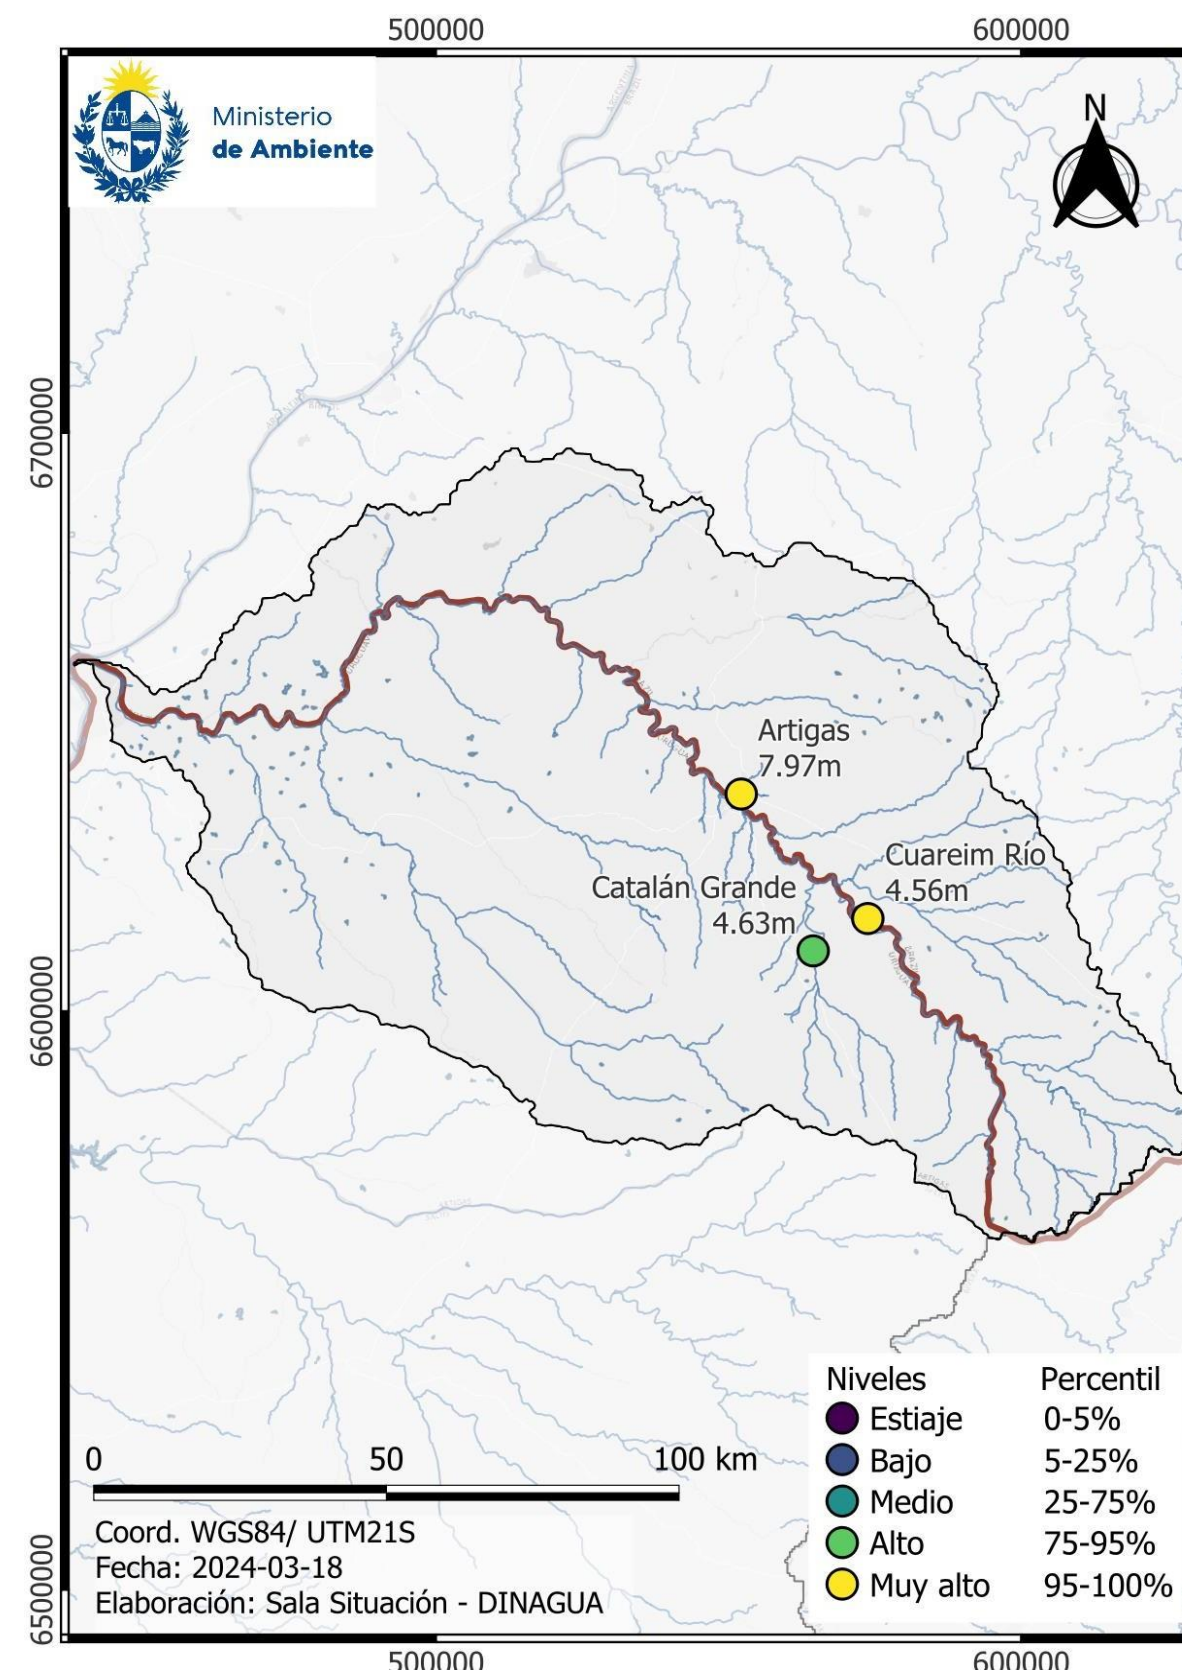 500000
600000
Ministerio
de Ambiente
N
6700000
Artigas
7.97m
Cuareim Río
4.56m
Catalán Grande
4.63m
6600000
Niveles
Percentil
Estiaje
0-5%
Bajo
5-25%
Medio
25-75%
Alto
75-95%
Muy alto
95-100%
0
50
100 km
Coord. WGS84/ UTM21S
Fecha: 2024-03-18
Elaboración: Sala Situación - DINAGUA
6500000
500000
600000